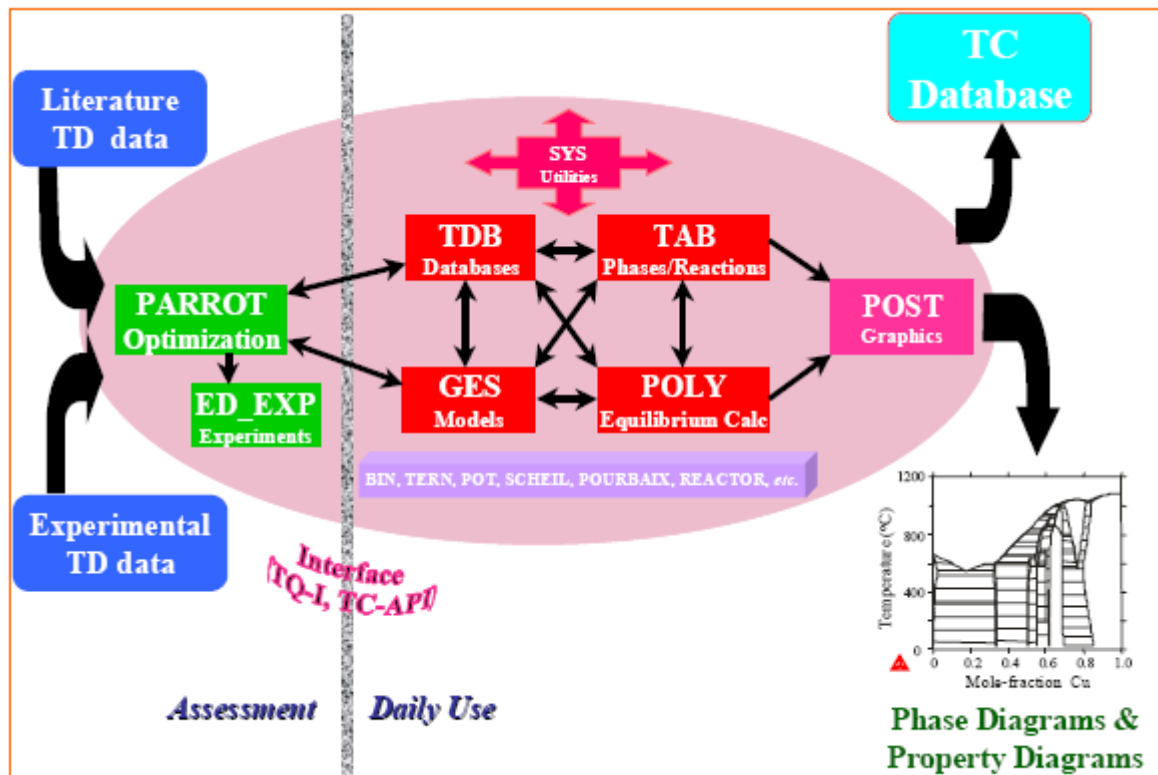 Literature
TD data
TC
Database
SYS
Utilities
TDB
Databases
TAB
Phases/Reactions
PARROT
Optimization
POST
Graphics
ED_EXP
Experiments
GES
Models
POLY
Equilibrium Calc
BIN, TERN, POT, SCHEIL, POURBAIX, REACTOR, etc.
Experimental
TD data
Interface
(TQ-I, TC-API)
Assessment
Daily Use
Temperature (°C)
1200
800
400
0
0
0.2
0.4
0.6
0.8
1.0
Mole-fraction Cu
Phase Diagrams &
Property Diagrams